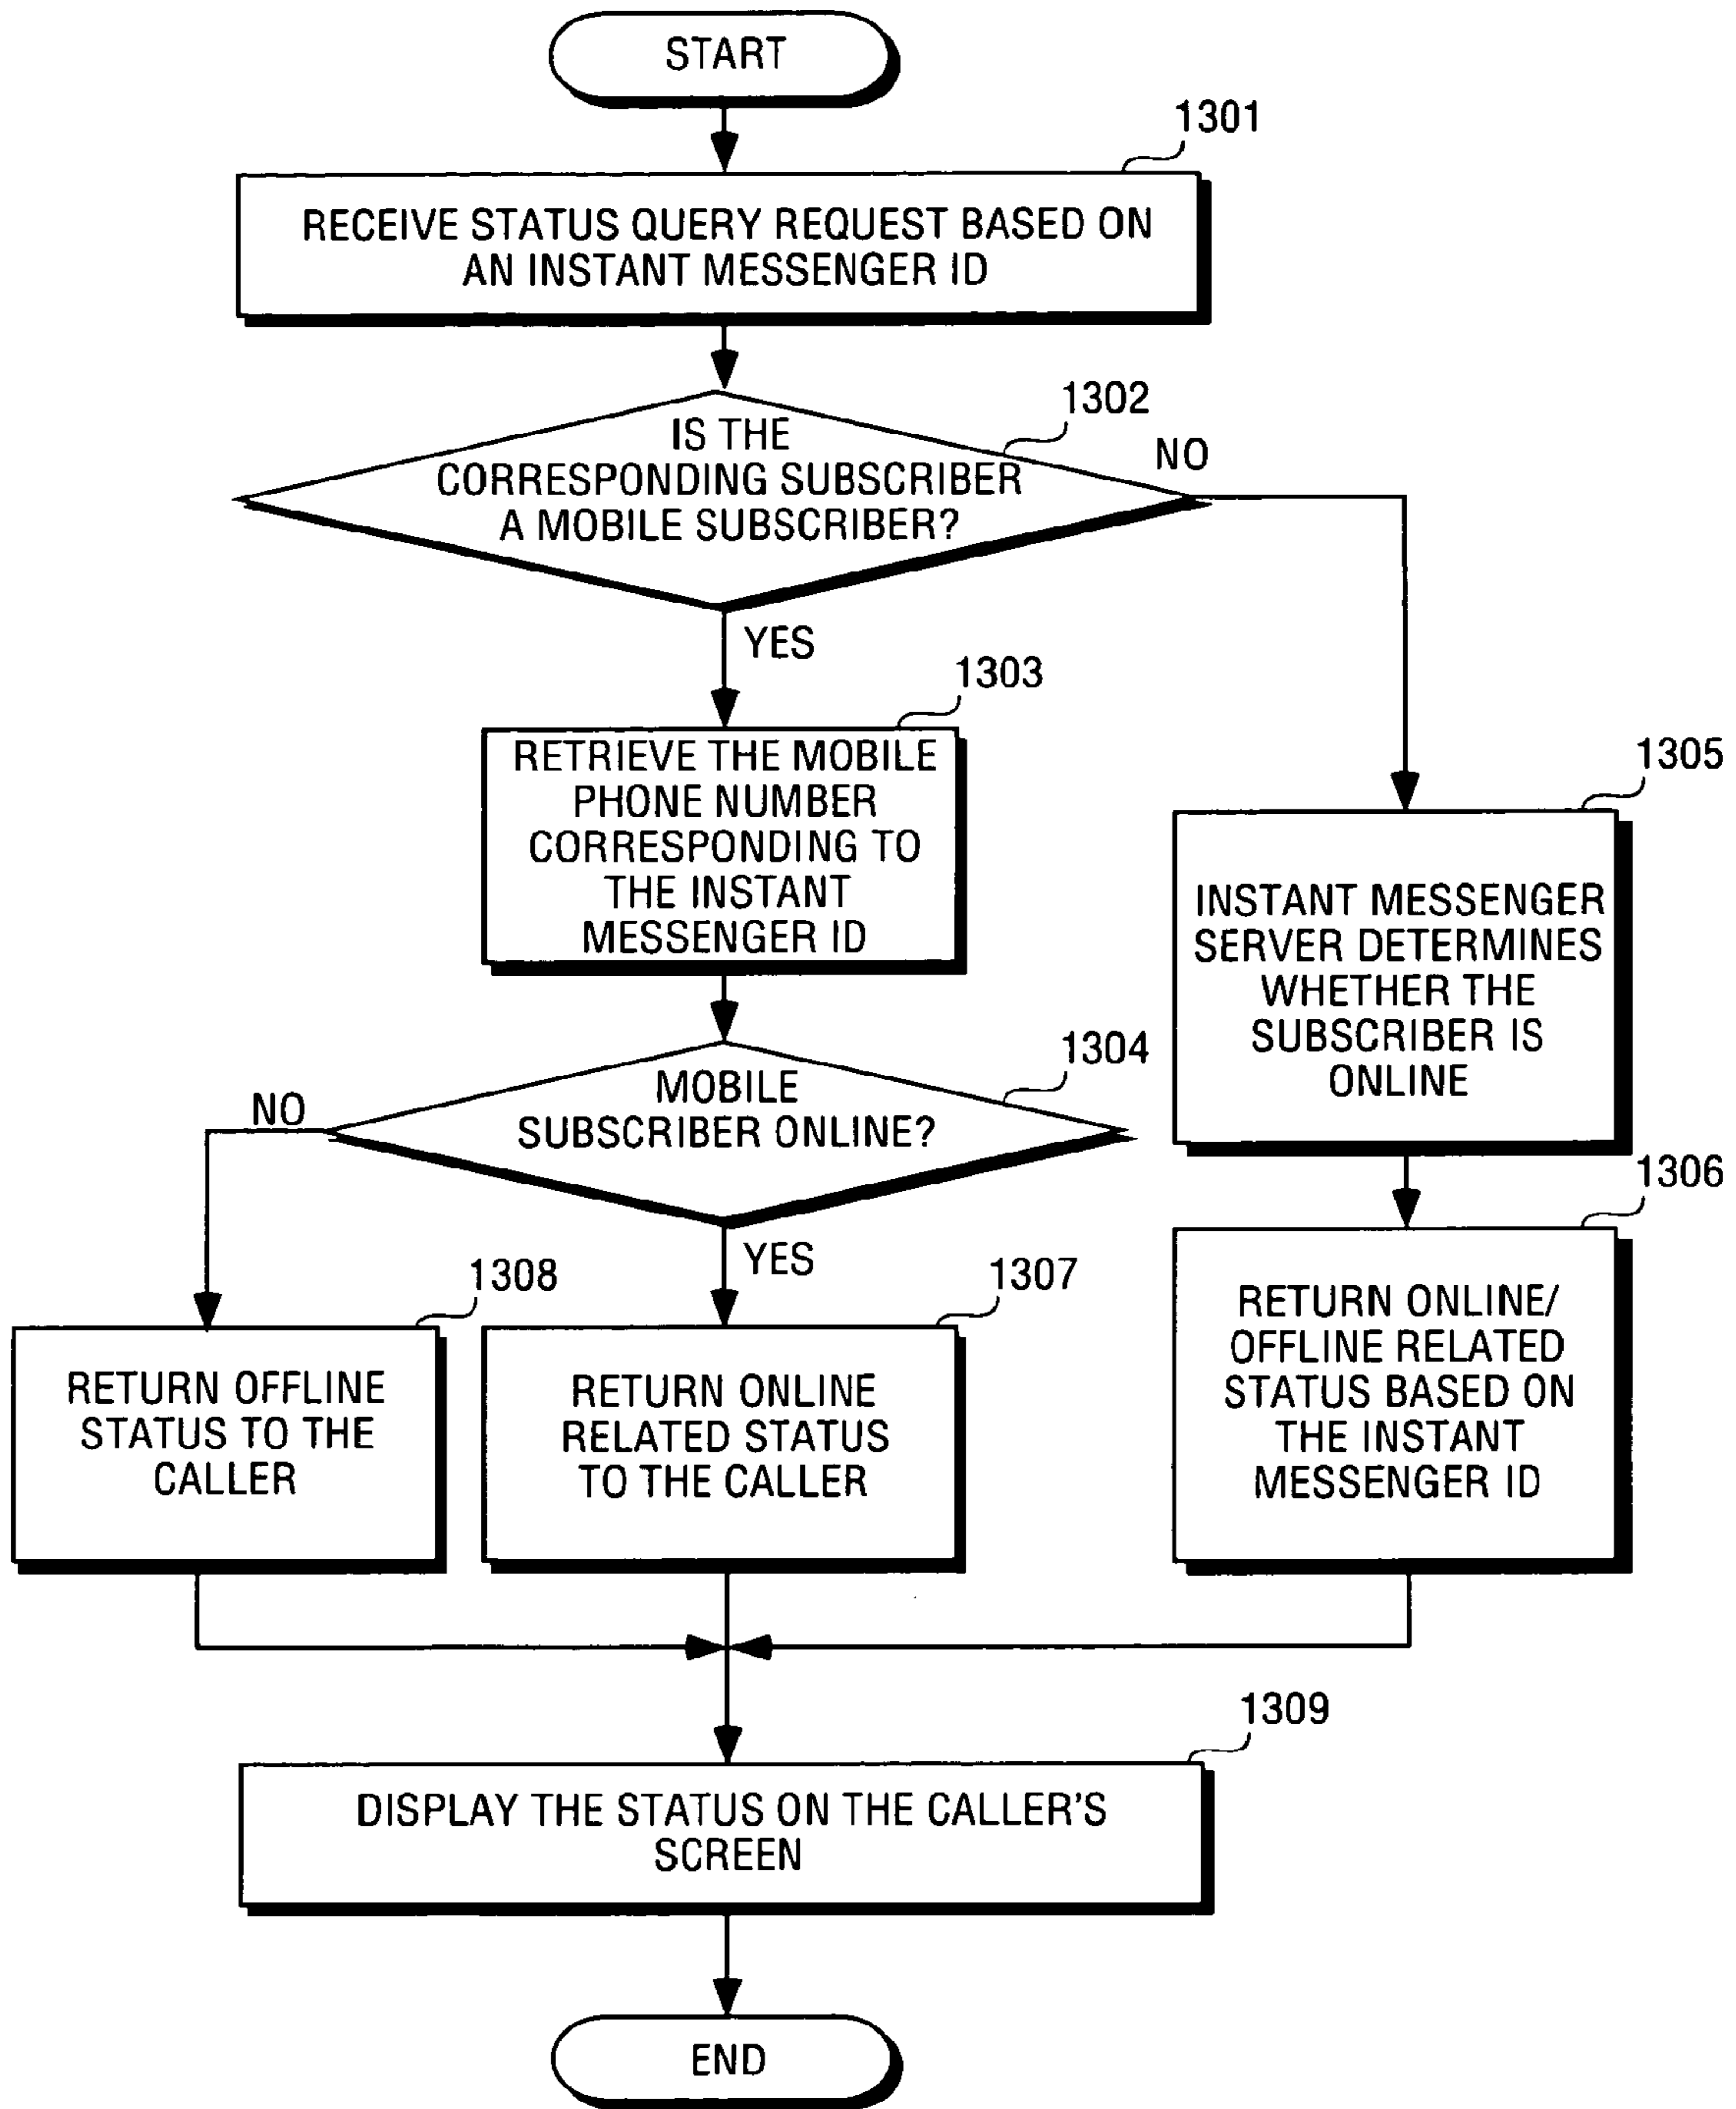 START
1301
RECEIVE STATUS QUERY REQUEST BASED ON
AN INSTANT MESSENGER ID
1302
IS THE
CORRESPONDING SUBSCRIBER
A MOBILE SUBSCRIBER?
NO
YES
1303
RETRIEVE THE MOBILE
PHONE NUMBER
CORRESPONDING TO
THE INSTANT
MESSENGER ID
1305
INSTANT MESSENGER
SERVER DETERMINES
WHETHER THE
SUBSCRIBER IS
ONLINE
1304
MOBILE
SUBSCRIBER ONLINE?
NO
YES
1308
RETURN OFFLINE
STATUS TO THE
CALLER
1307
RETURN ONLINE
RELATED STATUS
TO THE CALLER
1306
RETURN ONLINE/
OFFLINE RELATED
STATUS BASED ON
THE INSTANT
MESSENGER ID
1309
DISPLAY THE STATUS ON THE CALLER'S
SCREEN
END